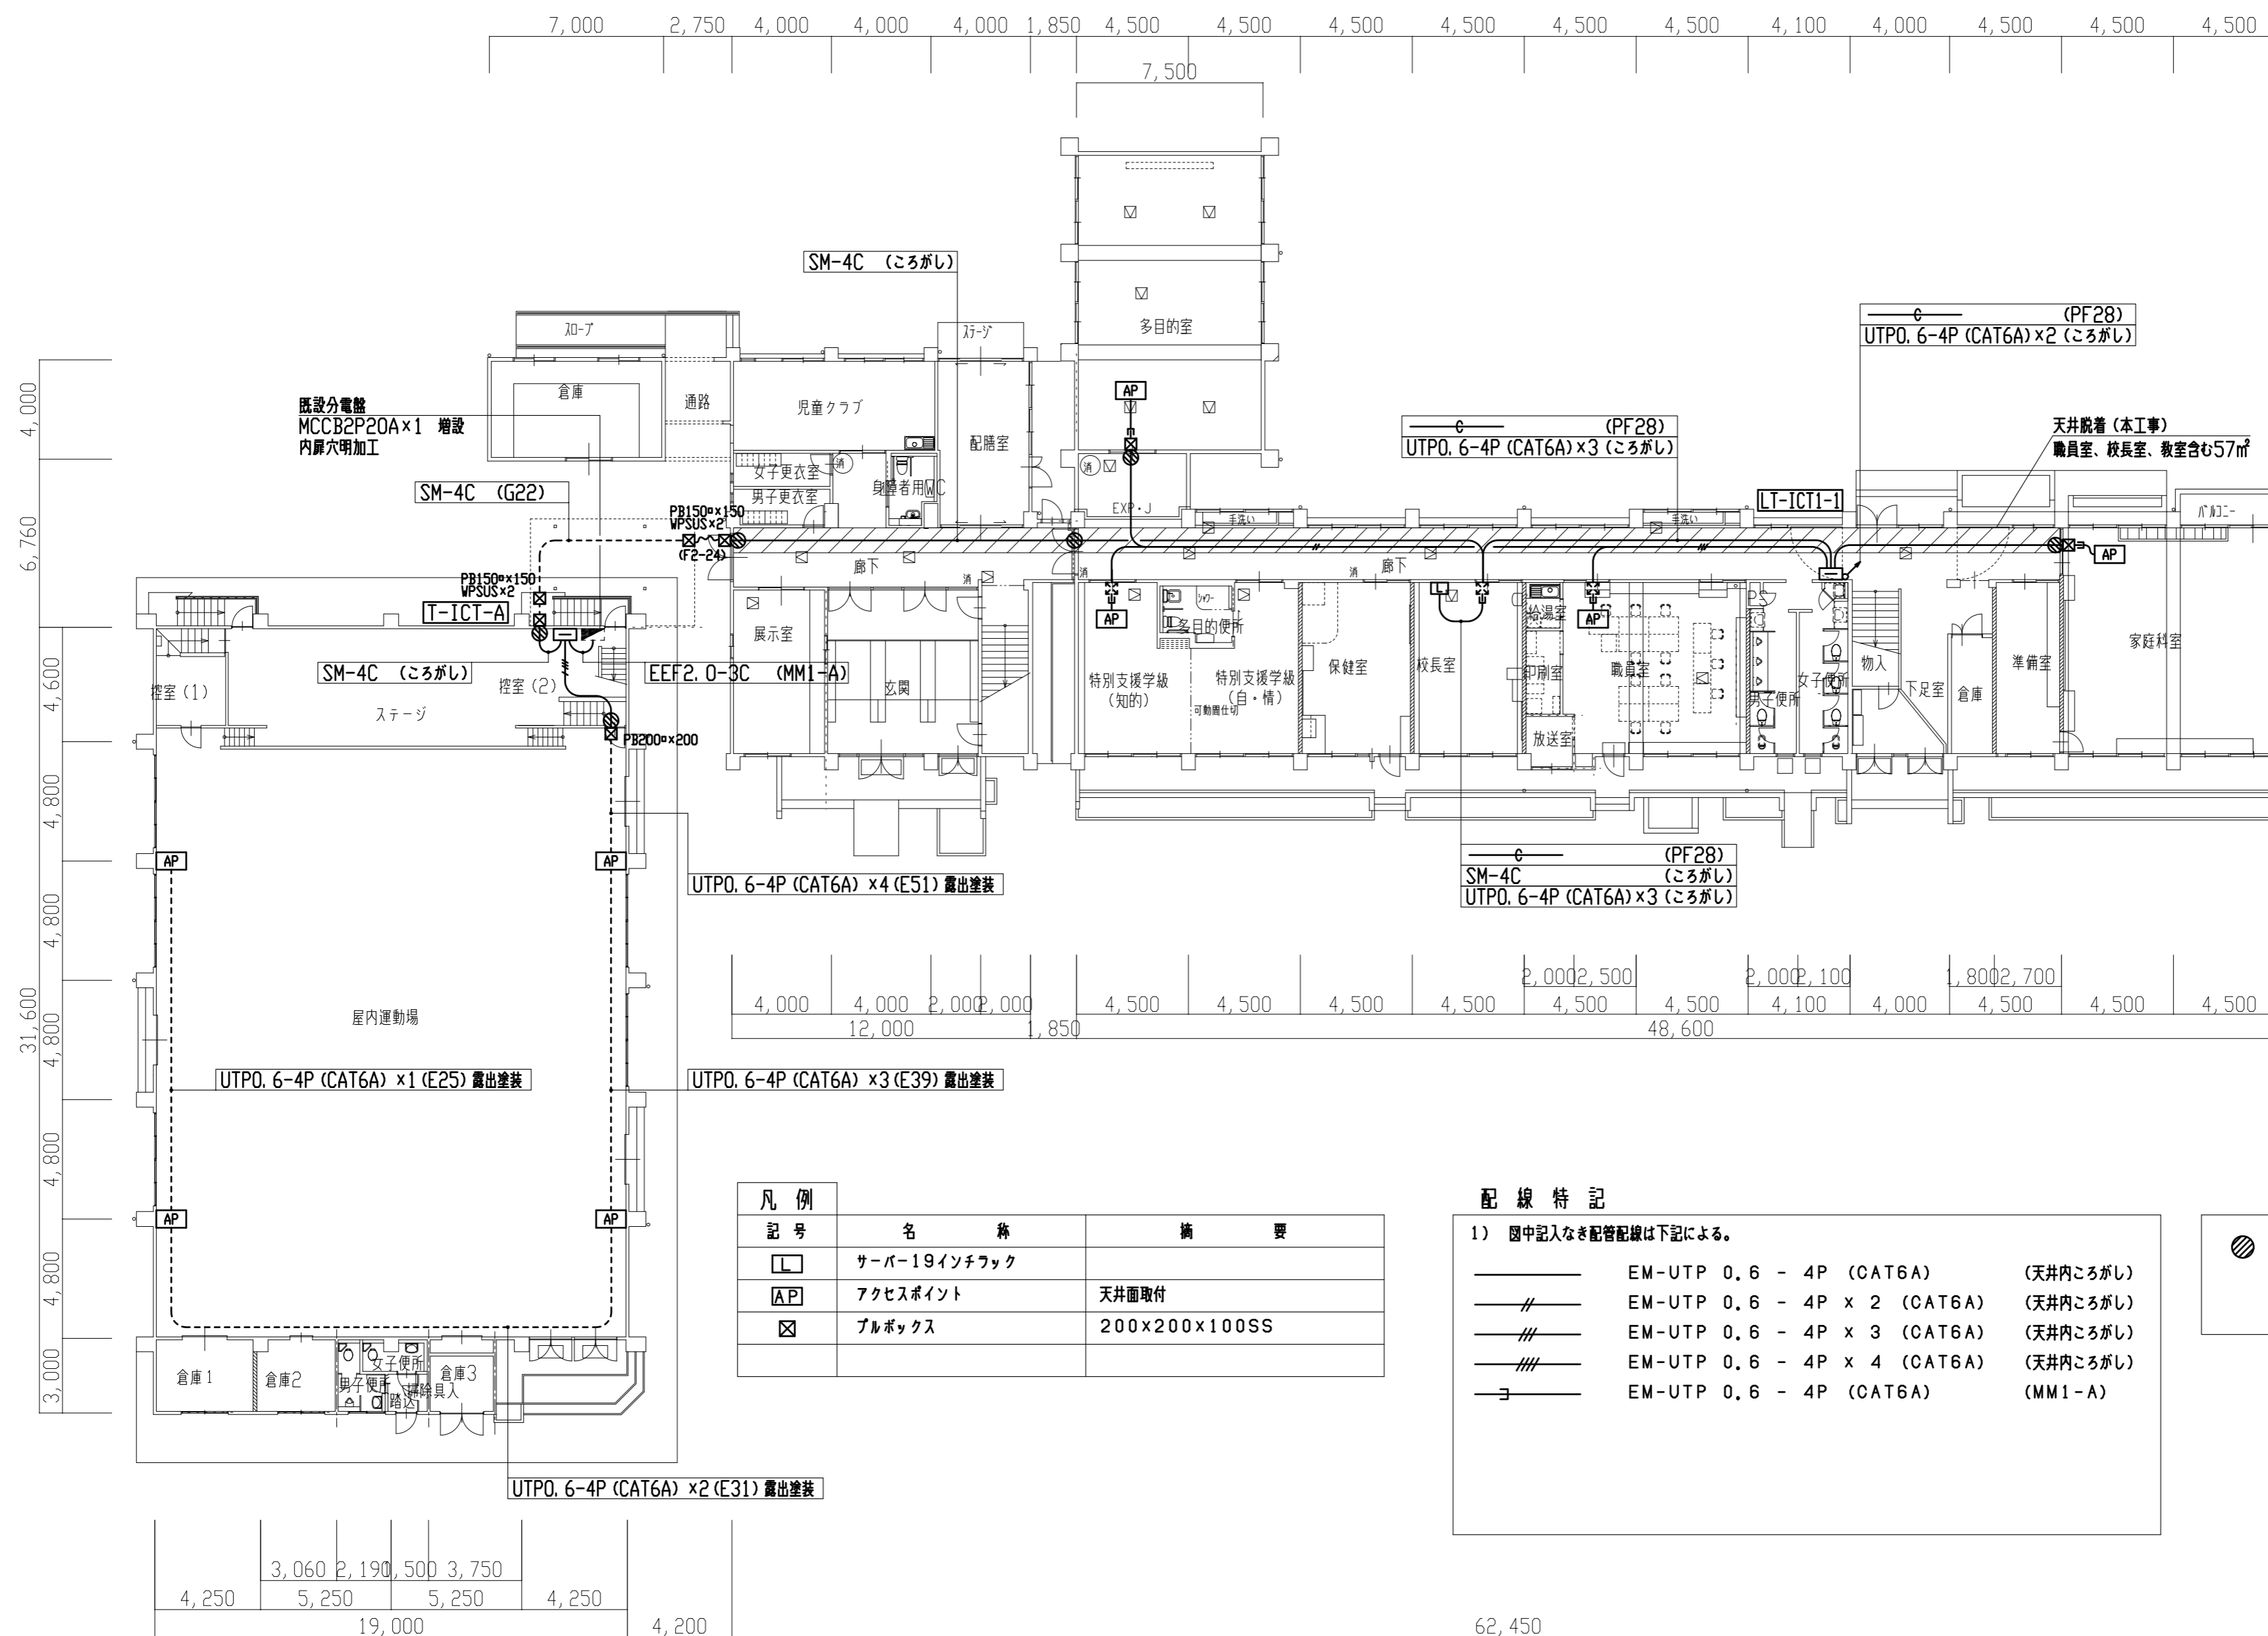 7,000 2,750 4,000 4,000 4,000 1,850 4,500 4,500 4,500 4,500 4,500 4,500 4,100 4,000 4,500 4,500 4,500
7,500
SM-4C (ころがし)
スロープ
ステージ
多目的室
C (PF28)
UTP0.6-4P (CAT6A)×2 (ころがし)
4,000
倉庫
通路
児童クラブ
AP
既設分電盤
MCCB2P20A×1 増設
内扉穴明加工
配膳室
C (PF28)
UTP0.6-4P (CAT6A)×3 (ころがし)
天井脱着 (本工事)
職員室、校長室、教室含む57㎡
女子更衣室
消
消
SM-4C (G22)
男子更衣室
身障者用WC
LT-ICT1-1
PB150□×150
WPSUS×2
EXP・J
手洗い
手洗い
バルコニー
6,760
(F2-24)
AP
廊下
消
消
消
廊下
PB150□×150
WPSUS×2
T-ICT-A
L
PS
AP
シャワー
AP
給湯室
展示室
多目的便所
SM-4C (ころがし)
EEF2.0-3C (MM1-A)
家庭科室
控室(1)
控室(2)
玄関
特別支援学級
(知的)
特別支援学級
(自・情)
可動間仕切
保健室
校長室
印刷室
職員室
男子便所
女子便所
物入
下足室
倉庫
準備室
4,600
ステージ
PB200□×200
放送室
4,800
AP
AP
C (PF28)
SM-4C (ころがし)
UTP0.6-4P (CAT6A)×3 (ころがし)
UTP0.6-4P (CAT6A) ×4 (E51) 露出塗装
4,800
2,000 2,500 2,000 2,100 1,800 2,700
4,000 4,000 2,000 2,000 4,500 4,500 4,500 4,500 4,500 4,500 4,100 4,000 4,500 4,500 4,500
12,000 1,850 48,600
屋内運動場
31,600
4,800
UTP0.6-4P (CAT6A) ×1 (E25) 露出塗装
UTP0.6-4P (CAT6A) ×3 (E39) 露出塗装
4,800
AP
AP
4,800
凡 例
記 号 名 称 摘 要
L サーバー19インチラック
AP アクセスポイント 天井面取付
プルボックス 200×200×100SS
配 線 特 記
1) 図中記入なき配管配線は下記による。
EM-UTP 0.6 - 4P (CAT6A) (天井内ころがし)
EM-UTP 0.6 - 4P × 2 (CAT6A) (天井内ころがし)
EM-UTP 0.6 - 4P × 3 (CAT6A) (天井内ころがし)
EM-UTP 0.6 - 4P × 4 (CAT6A) (天井内ころがし)
EM-UTP 0.6 - 4P (CAT6A) (MM1-A)
3,000
倉庫1
倉庫2
男子便所
女子便所
踏込
掃除具入
倉庫3
UTP0.6-4P (CAT6A) ×2 (E31) 露出塗装
3,060 2,190 1,500 3,750
4,250 5,250 5,250 4,250
19,000 4,200 62,450